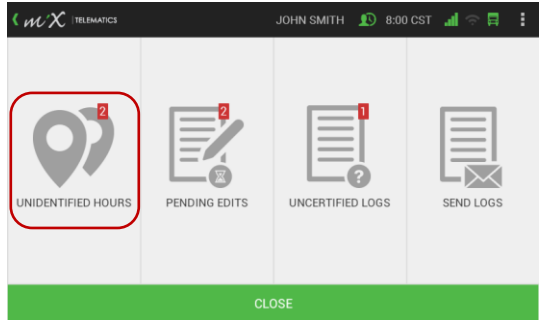 miX TELEMATICS JOHN SMITH 8:00 CST
2 2 1
UNIDENTIFIED HOURS PENDING EDITS UNCERTIFIED LOGS SEND LOGS
?
CLOSE